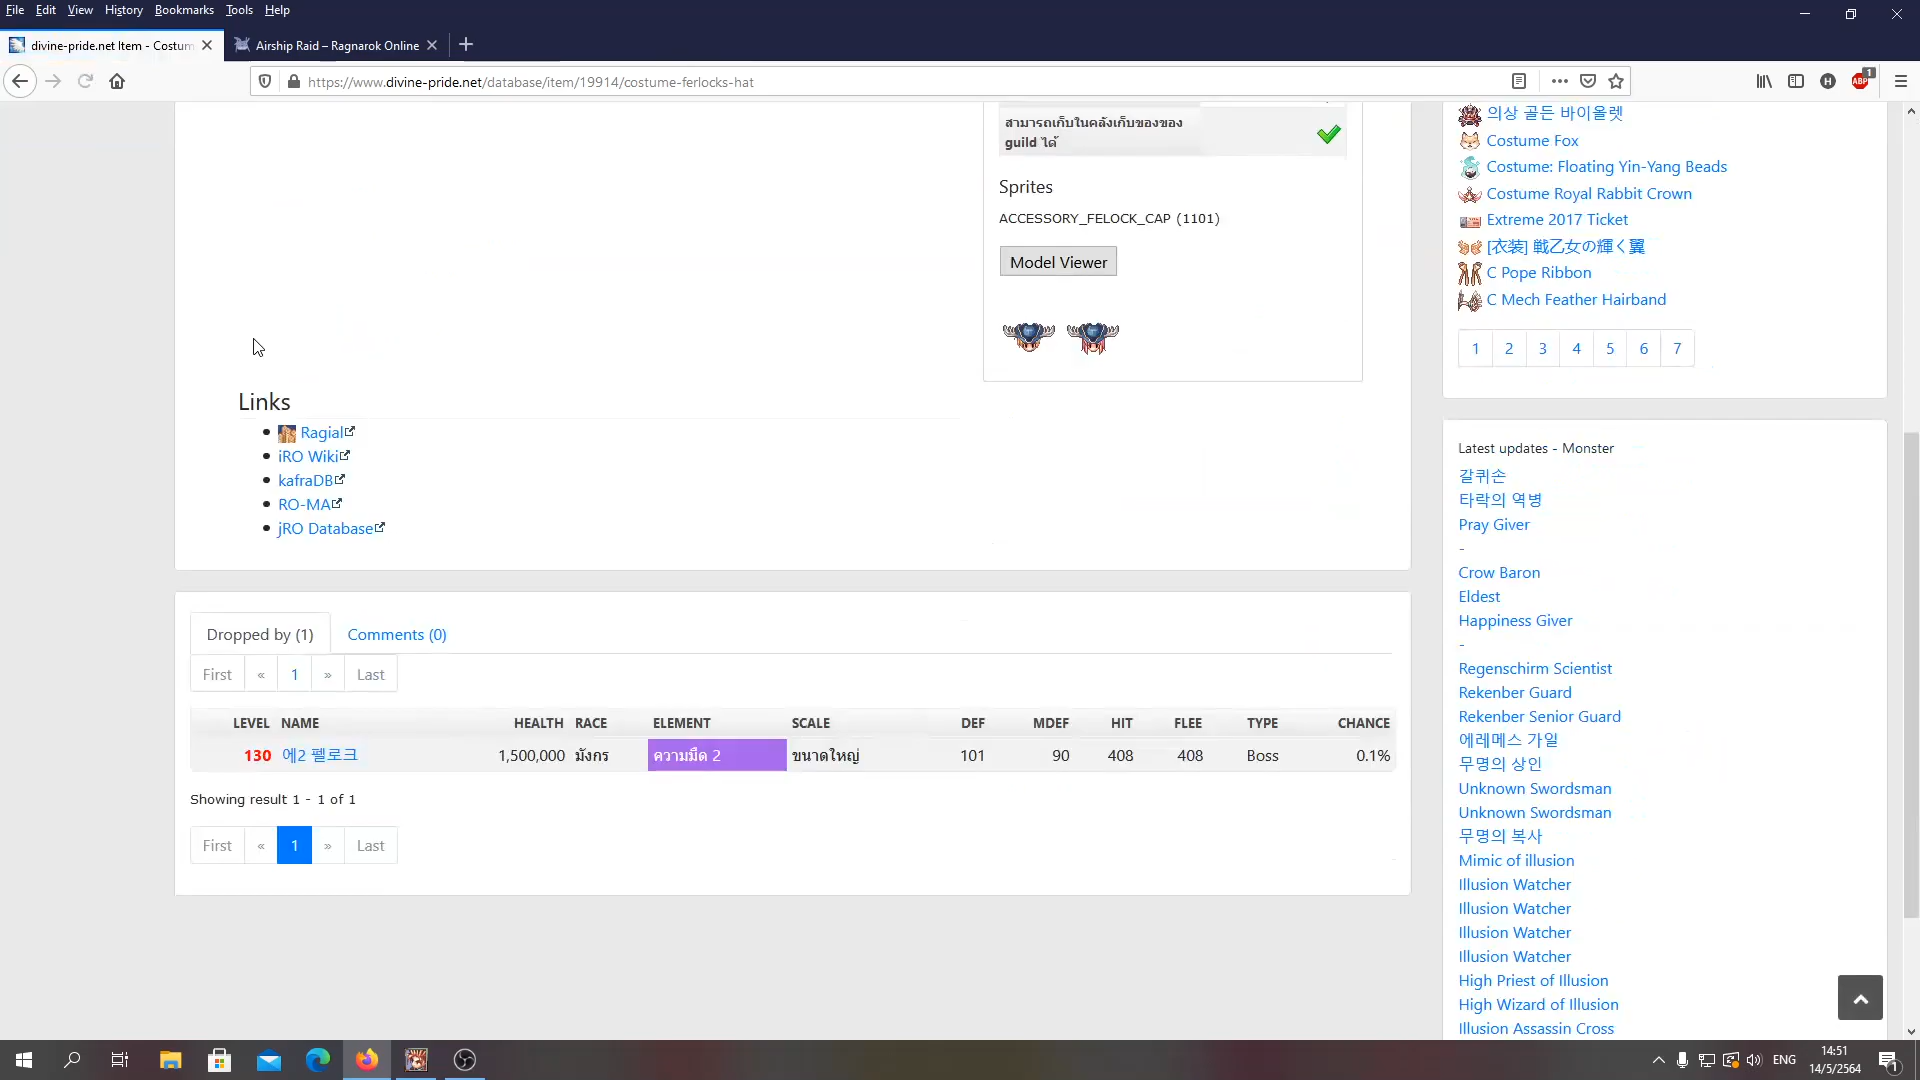 File Edit View History Bookmarks Tools Help
divine-pride.net Item - Costum
Airship Raid – Ragnarok Online
https://www.divine-pride.net/database/item/19914/costume-ferlocks-hat
ABP
1
สามารถเก็บในคลังเก็บของของ
guild ได้
Sprites
ACCESSORY_FELOCK_CAP (1101)
Model Viewer
Links
Ragial
iRO Wiki
kafraDB
RO-MA
jRO Database
Dropped by (1) Comments (0)
First « 1 » Last
LEVEL NAME HEALTH RACE ELEMENT SCALE DEF MDEF HIT FLEE TYPE CHANCE
130 에2 펠로크 1,500,000 มังกร ความมืด 2 ขนาดใหญ่ 101 90 408 408 Boss 0.1%
Showing result 1 - 1 of 1
First « 1 » Last
의상 골든 바이올렛
Costume Fox
Costume: Floating Yin-Yang Beads
Costume Royal Rabbit Crown
Extreme 2017 Ticket
[衣装] 戦乙女の輝く翼
C Pope Ribbon
C Mech Feather Hairband
1 2 3 4 5 6 7
Latest updates - Monster
갈퀴손
타락의 역병
Pray Giver
-
Crow Baron
Eldest
Happiness Giver
-
Regenschirm Scientist
Rekenber Guard
Rekenber Senior Guard
에레메스 가일
무명의 상인
Unknown Swordsman
Unknown Swordsman
무명의 복사
Mimic of illusion
Illusion Watcher
Illusion Watcher
Illusion Watcher
Illusion Watcher
High Priest of Illusion
High Wizard of Illusion
Illusion Assassin Cross
ENG
14:51
14/5/2564
1